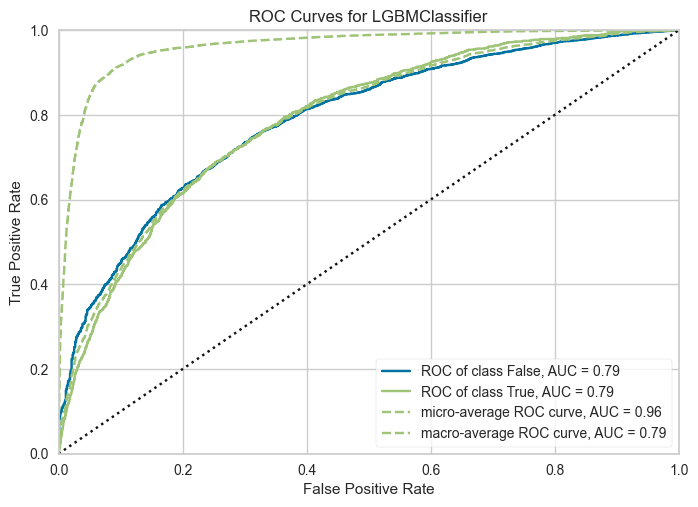 ROC Curves for LGBMClassifier
1.0
0.8
0.6
0.4
0.2
0.0
True Positive Rate
ROC of class False, AUC = 0.79
ROC of class True, AUC = 0.79
micro-average ROC curve, AUC = 0.96
macro-average ROC curve, AUC = 0.79
0.0 0.2 0.4 0.6 0.8 1.0
False Positive Rate